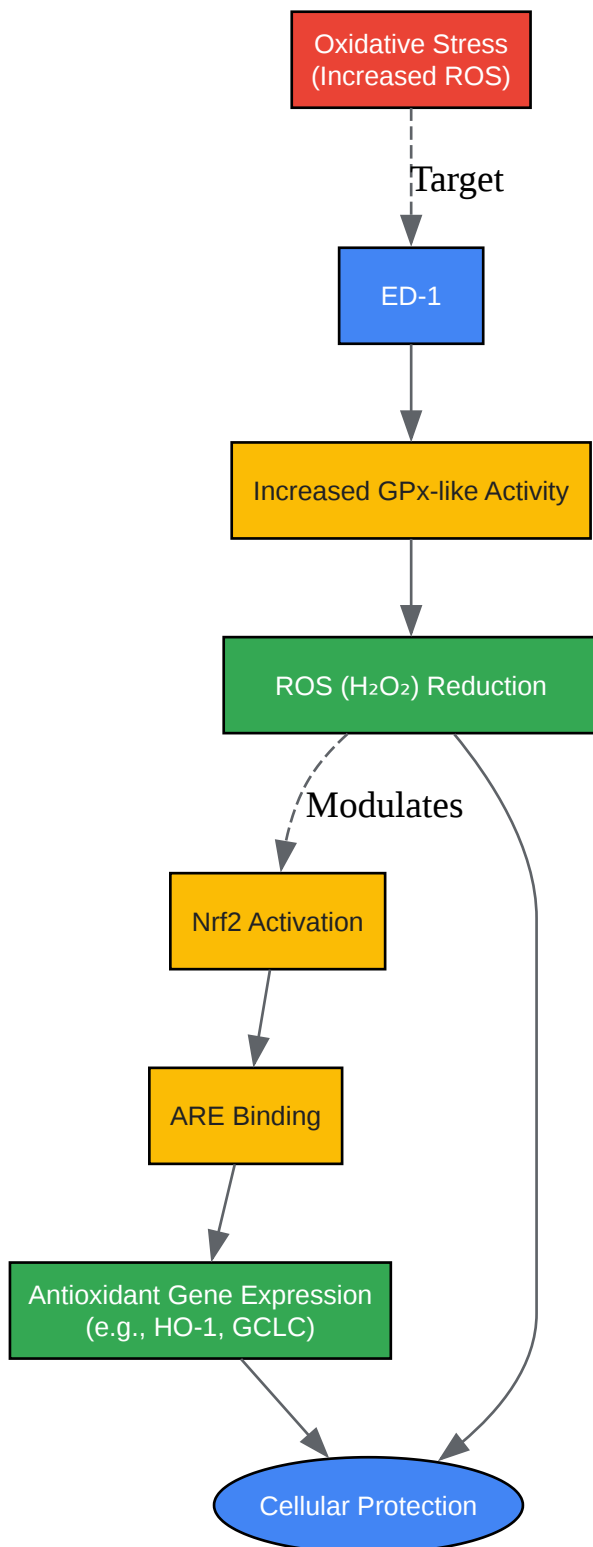 Oxidative Stress
(Increased ROS)
Target
ED-1
Increased GPx-like Activity
ROS (H₂O₂) Reduction
Modulates
Nrf2 Activation
ARE Binding
Antioxidant Gene Expression
(e.g., HO-1, GCLC)
Cellular Protection